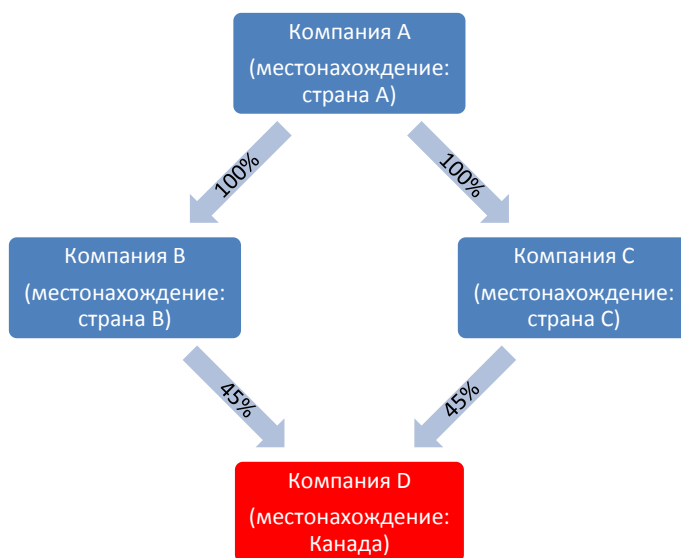 Компания A
(местонахождение:
страна A)
100%
100%
Компания B
(местонахождение:
страна B)
Компания C
(местонахождение:
страна C)
45%
45%
Компания D
(местонахождение:
Канада)